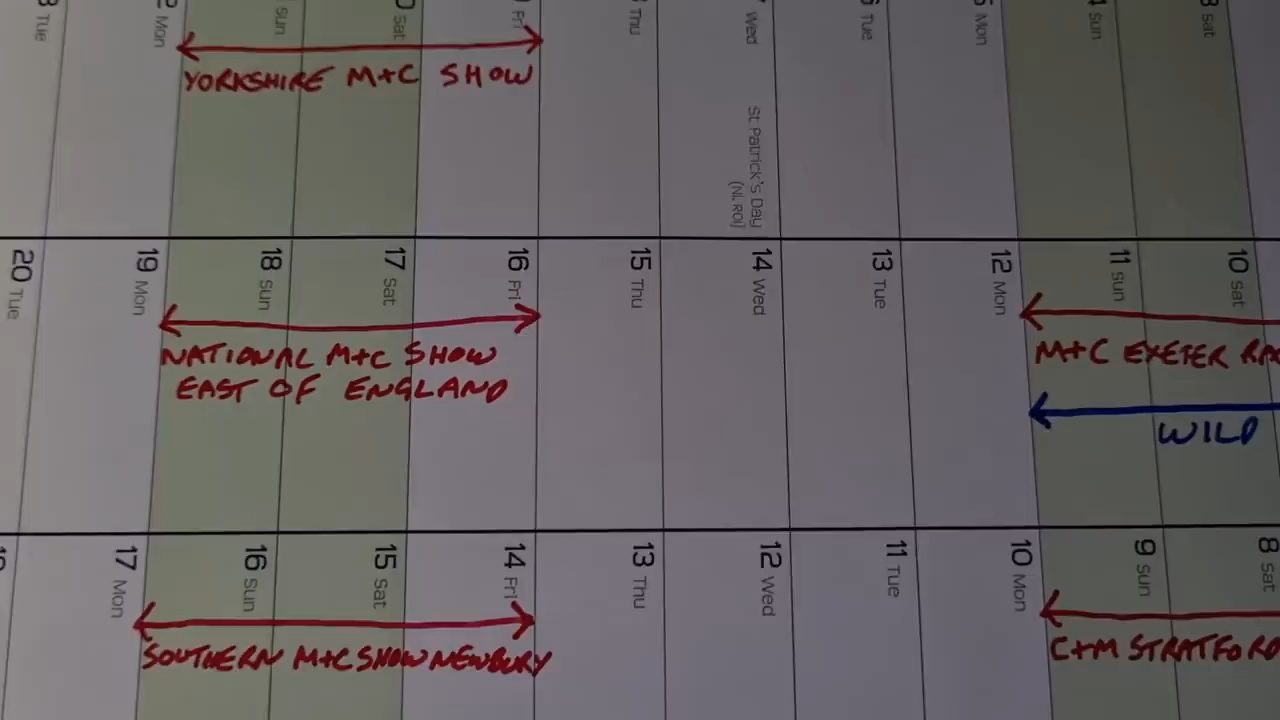 Tue
Mon
Sun
Sat
Fri
Thu
Wed
Tue
Mon
Sun
Sat
YORKSHIRE M+C SHOW
St Patrick's Day
(NI, ROI)
20 Tue
19 Mon
18 Sun
17 Sat
16 Fri
15 Thu
14 Wed
13 Tue
12 Mon
11 Sun
10 Sat
NATIONAL M+C SHOW
EAST OF ENGLAND
M+C EXETER
WILD
17 Mon
16 Sun
15 Sat
14 Fri
13 Thu
12 Wed
11 Tue
10 Mon
9 Sun
8 Sat
SOUTHERN M+C SHOW NEWBURY
C+M STRATFORD